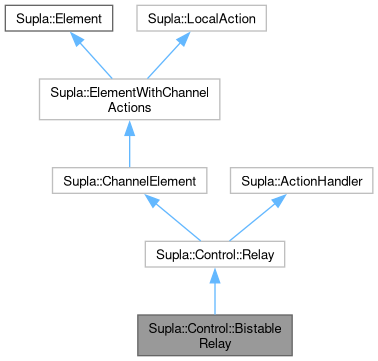 Supla::Element
Supla::LocalAction
Supla::ElementWithChannel
Actions
Supla::ChannelElement
Supla::ActionHandler
Supla::Control::Relay
Supla::Control::Bistable
Relay